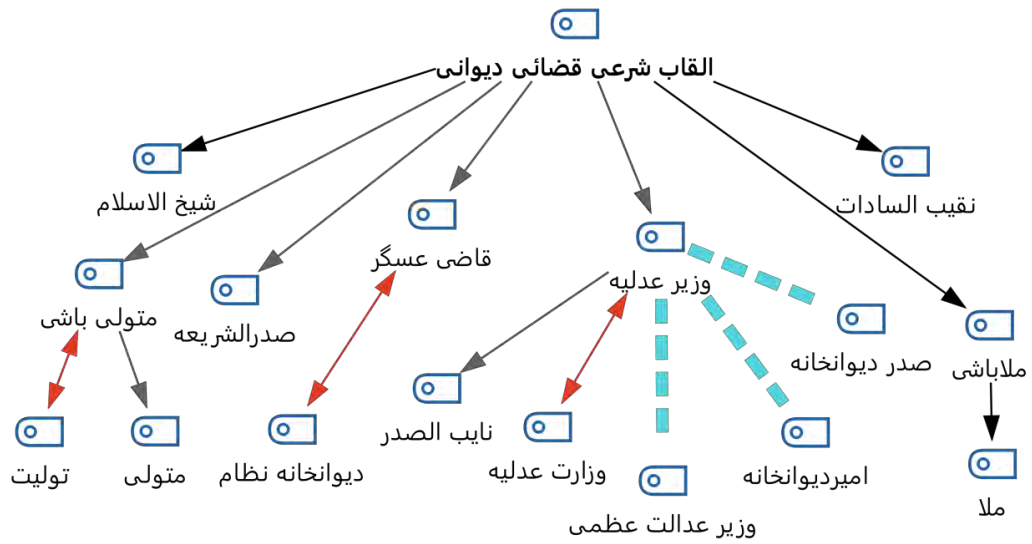 القاب شرعی قضائی دیوانی
شیخ الاسلام
نقیب السادات
قاضی عسگر
وزیر عدلیه
متولی باشی
صدرالشریعه
صدر دیوانخانه
ملاباشی
نایب الصدر
تولیت
متولی
دیوانخانه نظام
وزارت عدلیه
امیردیوانخانه
وزیر عدالت عظمی
ملا